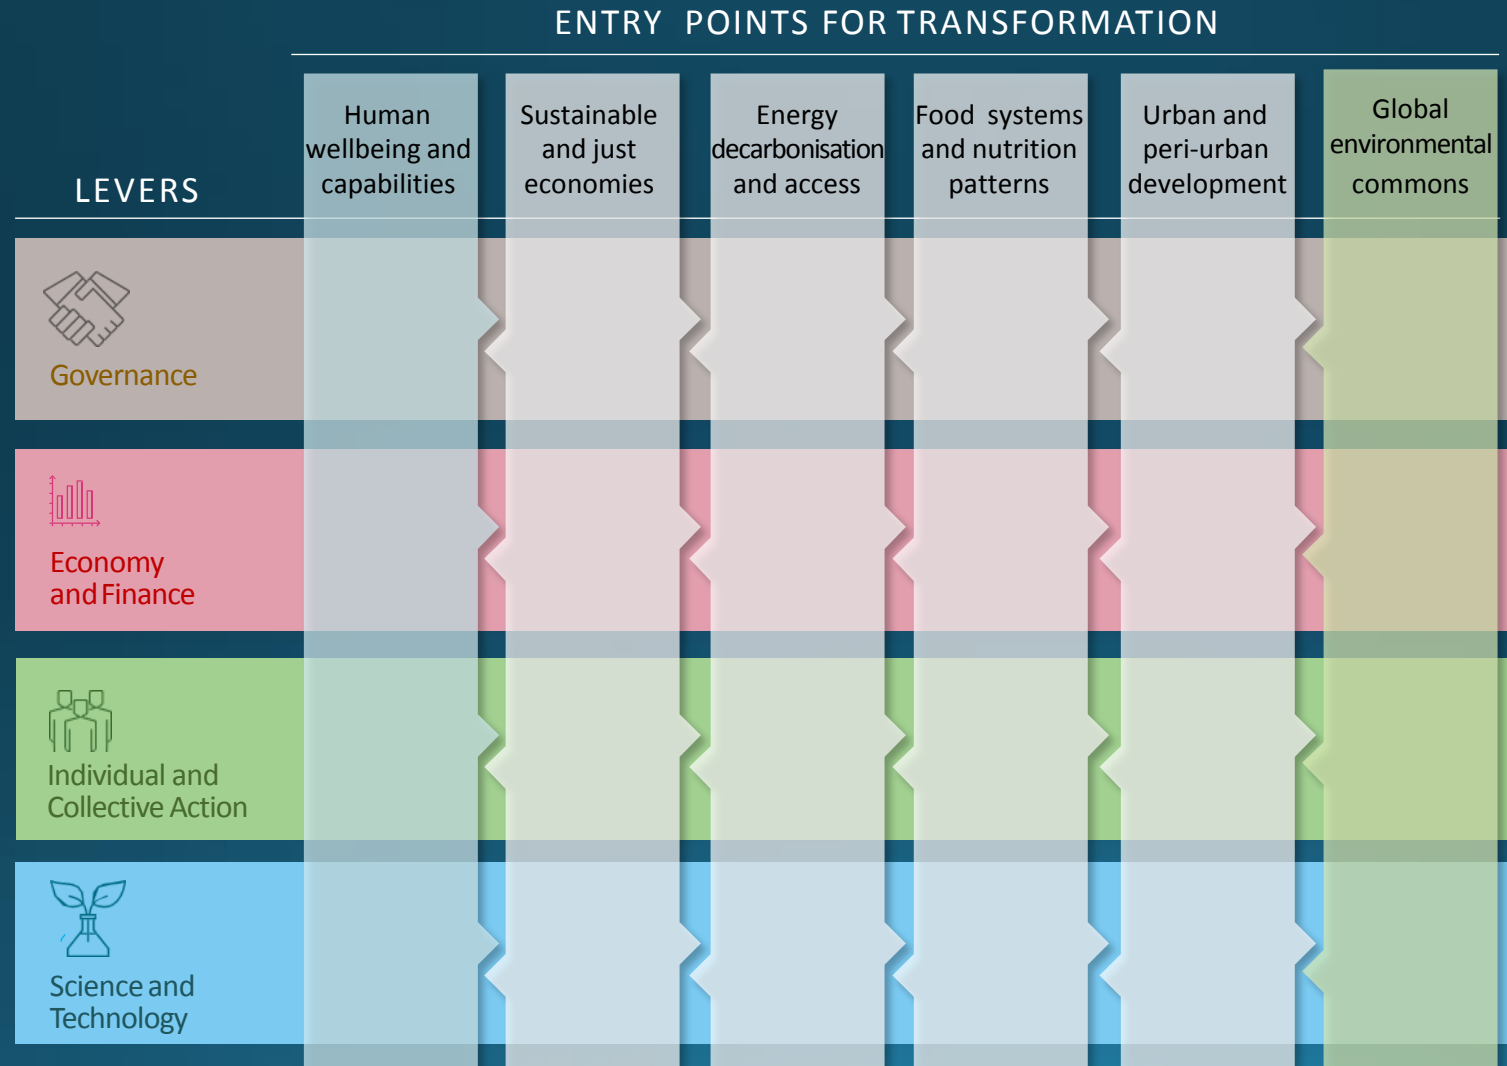 ENTRY POINTS FOR TRANSFORMATION
Human
wellbeing and
capabilities
Sustainable
and just
economies
Energy
decarbonisation
and access
Food systems
and nutrition
patterns
Urban and
peri-urban
development
Global
environmental
commons
LEVERS
Governance
Economy
and Finance
Individual and
Collective Action
Science and
Technology